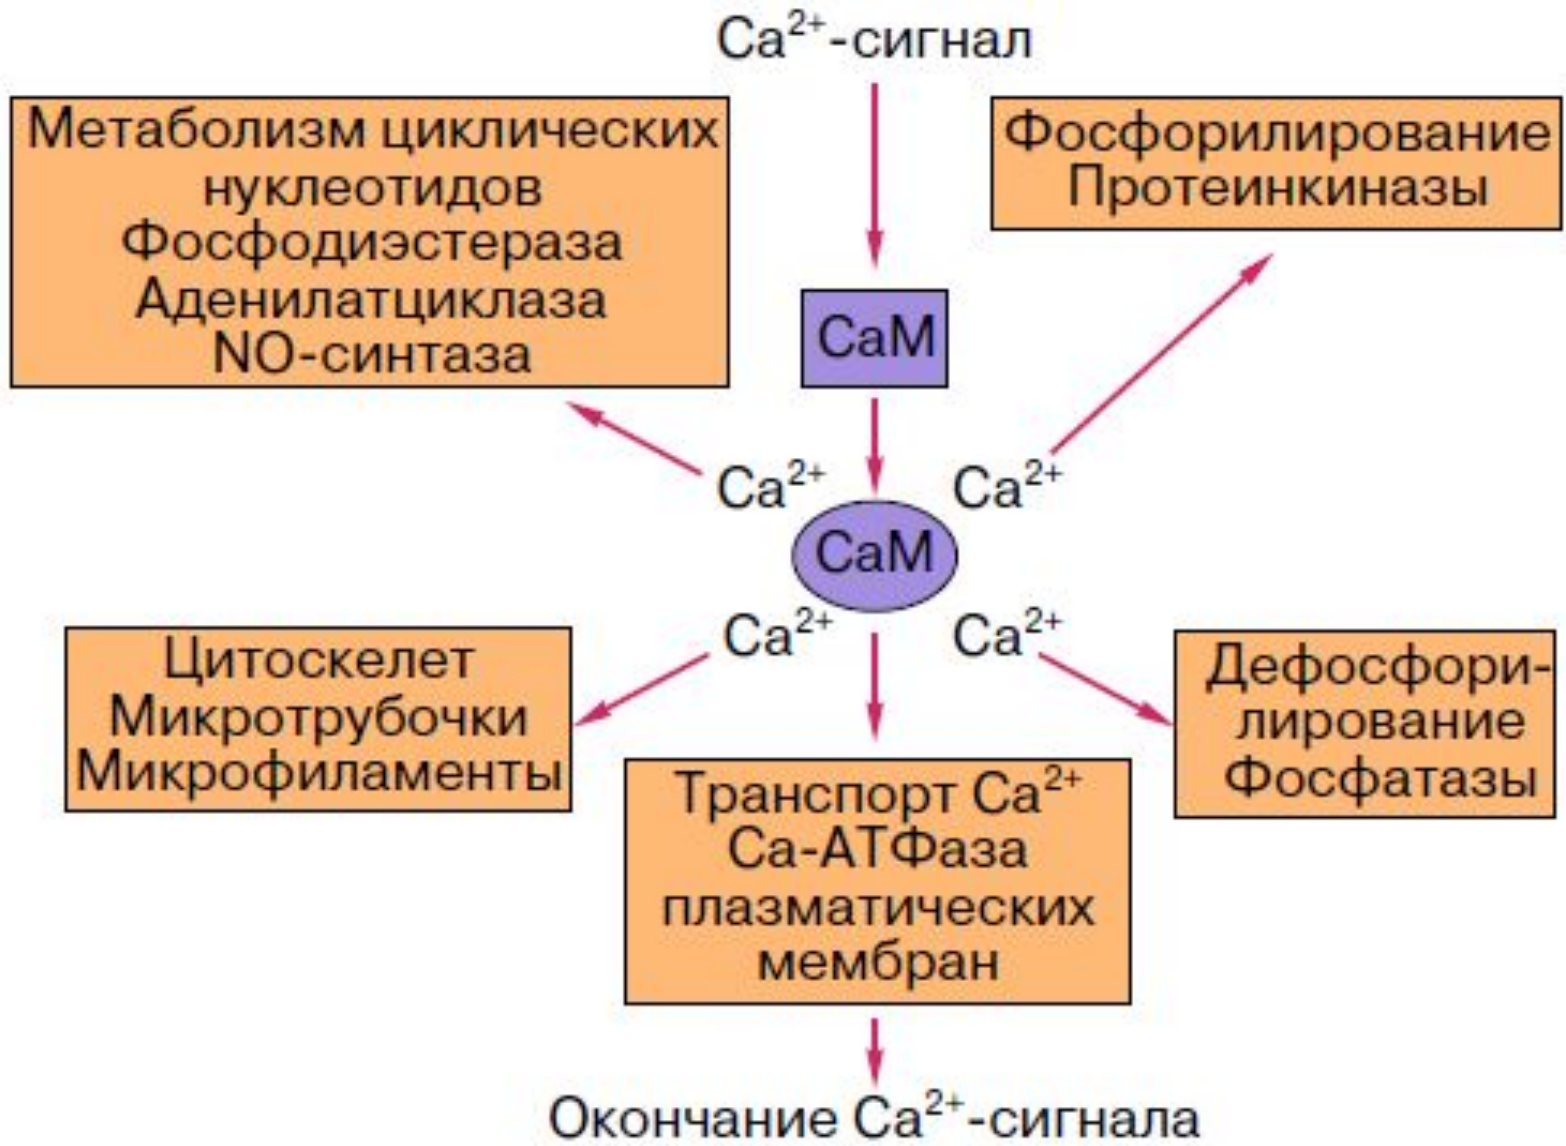 Ca²⁺-сигнал
Метаболизм циклических
нуклеотидов
Фосфодиэстераза
Аденилатциклаза
NO-синтаза
Фосфорилирование
Протеинкиназы
CaM
Ca²⁺
Ca²⁺
CaM
Ca²⁺
Ca²⁺
Цитоскелет
Микротрубочки
Микрофиламенты
Дефосфори-
лирование
Фосфатазы
Транспорт Ca²⁺
Ca-АТФаза
плазматических
мембран
Окончание Ca²⁺-сигнала